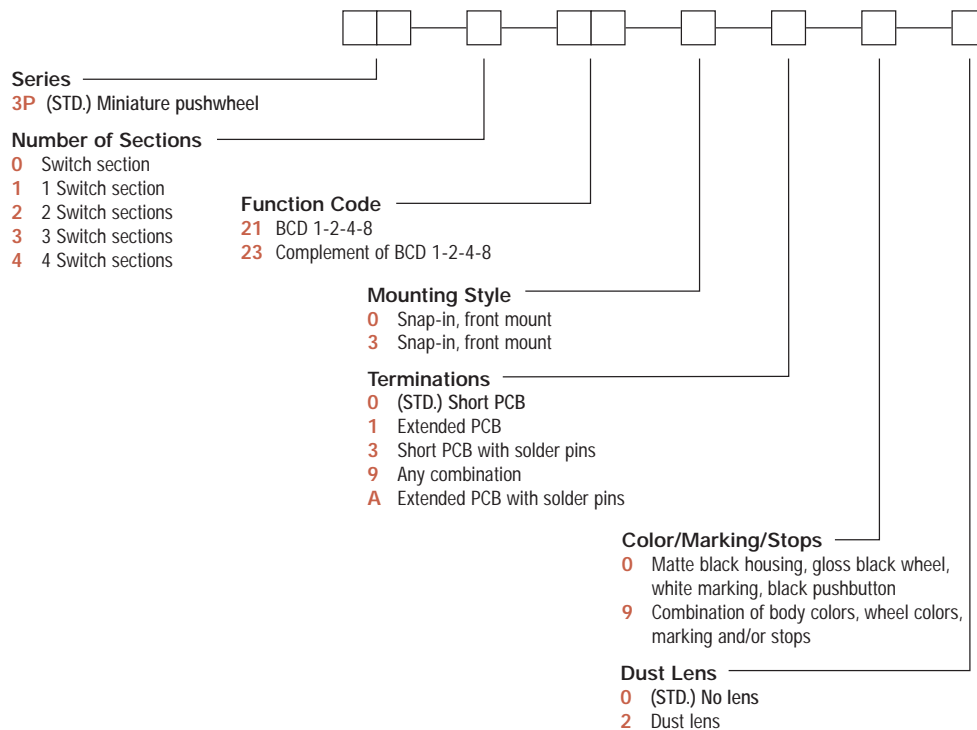 Series
3P (STD.) Miniature pushwheel
Number of Sections
0 Switch section
1 1 Switch section
2 2 Switch sections
3 3 Switch sections
4 4 Switch sections
Function Code
21 BCD 1-2-4-8
23 Complement of BCD 1-2-4-8
Mounting Style
0 Snap-in, front mount
3 Snap-in, front mount
Terminations
0 (STD.) Short PCB
1 Extended PCB
3 Short PCB with solder pins
9 Any combination
A Extended PCB with solder pins
Color/Marking/Stops
0 Matte black housing, gloss black wheel,
white marking, black pushbutton
9 Combination of body colors, wheel colors,
marking and/or stops
Dust Lens
0 (STD.) No lens
2 Dust lens